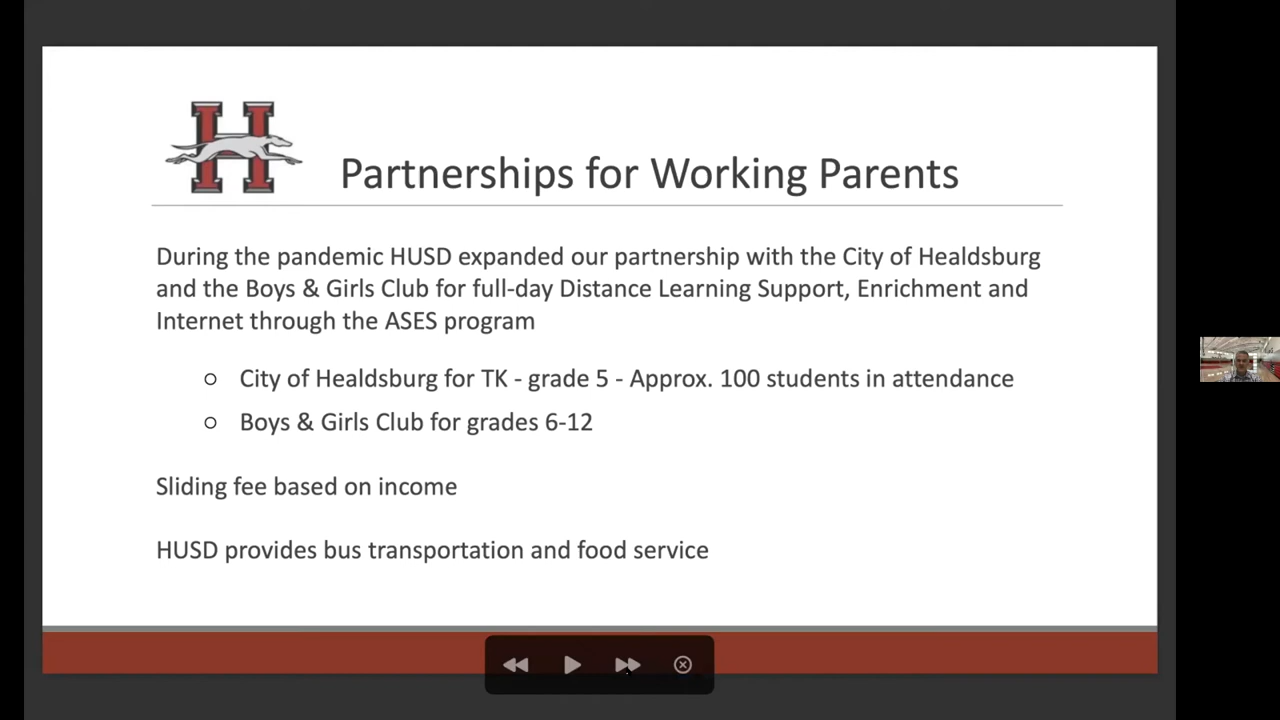 H
Partnerships for Working Parents
During the pandemic HUSD expanded our partnership with the City of Healdsburg
and the Boys & Girls Club for full-day Distance Learning Support, Enrichment and
Internet through the ASES program
City of Healdsburg for TK - grade 5 - Approx. 100 students in attendance
Boys & Girls Club for grades 6-12
Sliding fee based on income
HUSD provides bus transportation and food service